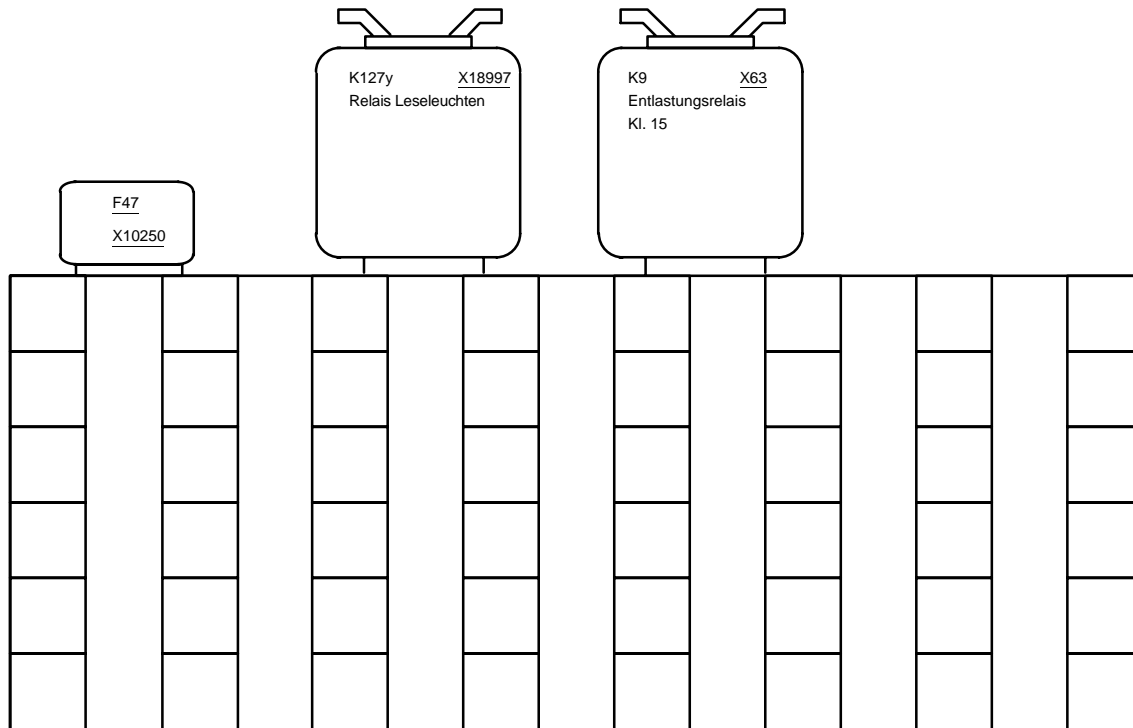 K127y X18997
Relais Leseleuchten
K9 X63
Entlastungsrelais
Kl. 15
F47
X10250